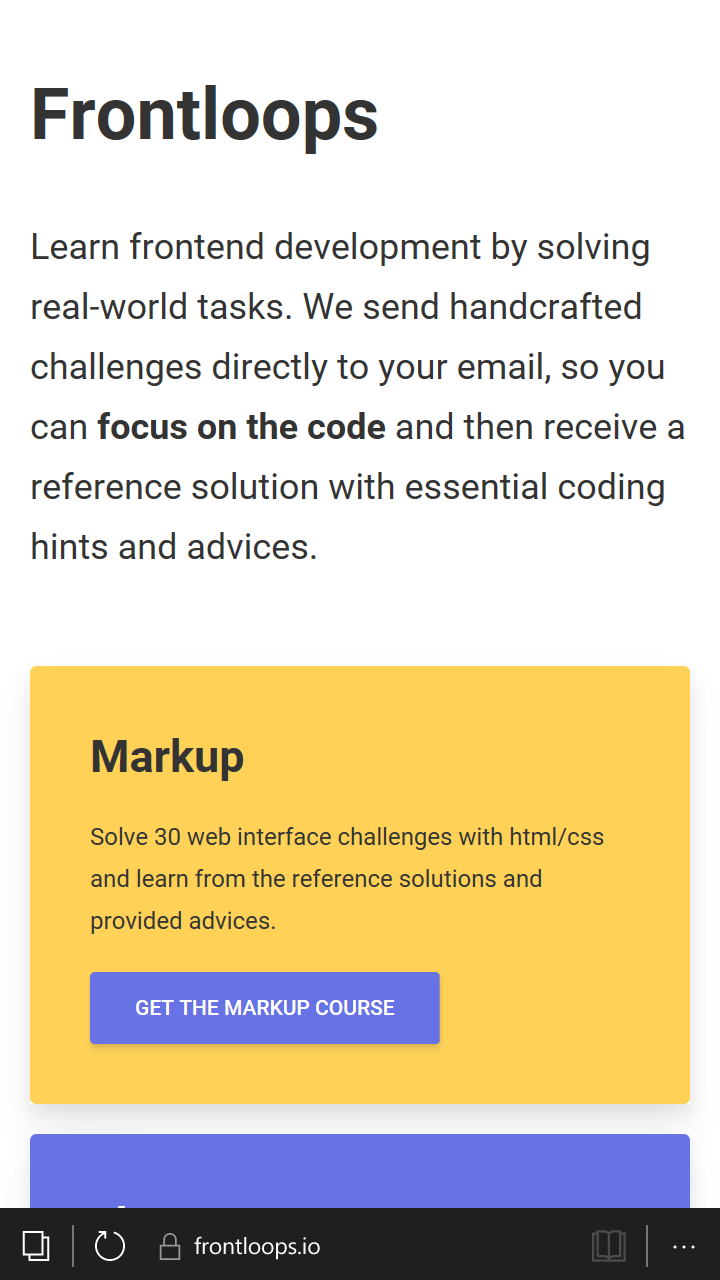 Frontloops
Learn frontend development by solving
real-world tasks. We send handcrafted
challenges directly to your email, so you
can focus on the code and then receive a
reference solution with essential coding
hints and advices.
Markup
Solve 30 web interface challenges with html/css
and learn from the reference solutions and
provided advices.
GET THE MARKUP COURSE
frontloops.io